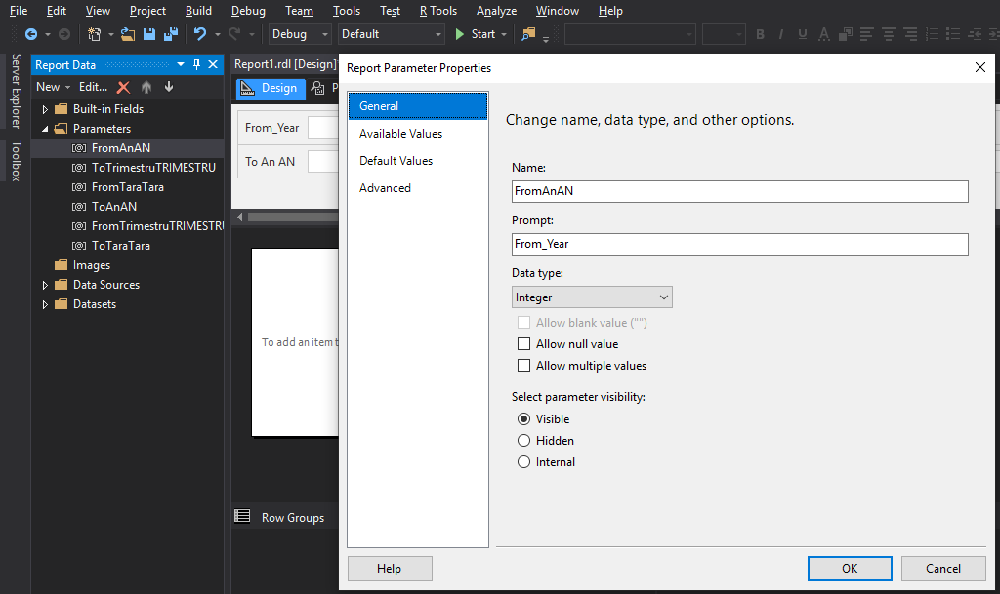 File Edit View Project Build Debug Team Tools Test R Tools Analyze Window Help
Debug Default Start B I U A
Server Explorer
Toolbox
Report Data
New Edit...
Built-in Fields
Parameters
[@] FromAnAN
[@] ToTrimestruTRIMESTRU
[@] FromTaraTara
[@] ToAnAN
[@] FromTrimestruTRIMESTRU
[@] ToTaraTara
Images
Data Sources
Datasets
Report1.rdl [Design]
Design P
From_Year
To An AN
To add an item t
Row Groups
Report Parameter Properties
General
Available Values
Default Values
Advanced
Change name, data type, and other options.
Name:
FromAnAN
Prompt:
From_Year
Data type:
Integer
Allow blank value ("")
Allow null value
Allow multiple values
Select parameter visibility:
Visible
Hidden
Internal
Help OK Cancel